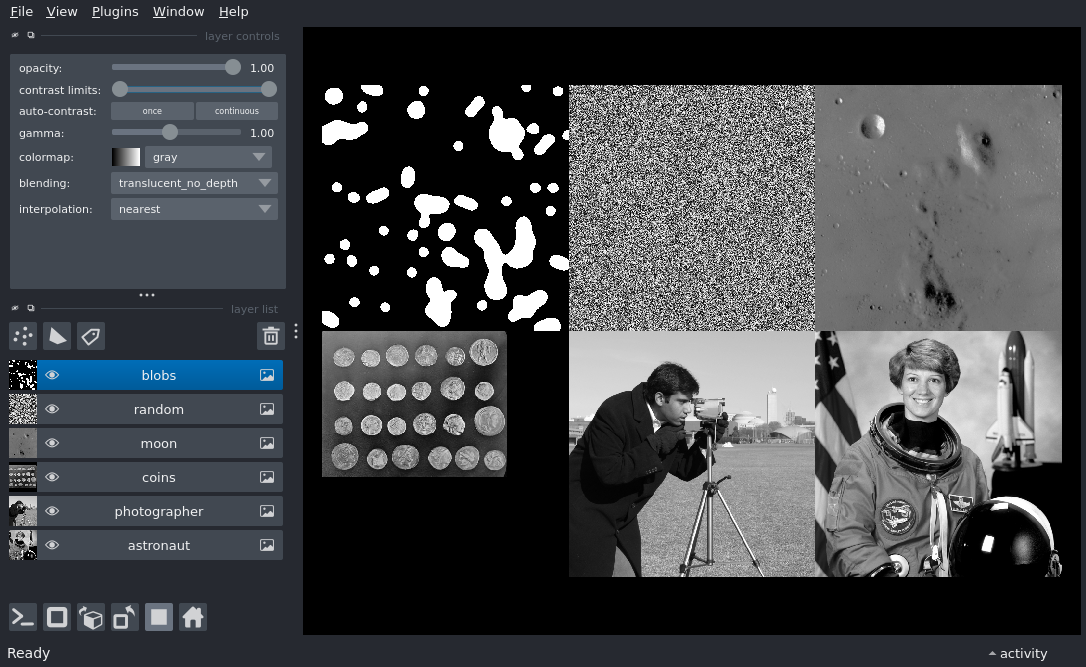 File View Plugins Window Help
layer controls
opacity: 1.00
contrast limits:
auto-contrast: once continuous
gamma: 1.00
colormap: gray
blending: translucent_no_depth
interpolation: nearest
layer list
blobs
random
moon
coins
photographer
astronaut
Ready activity